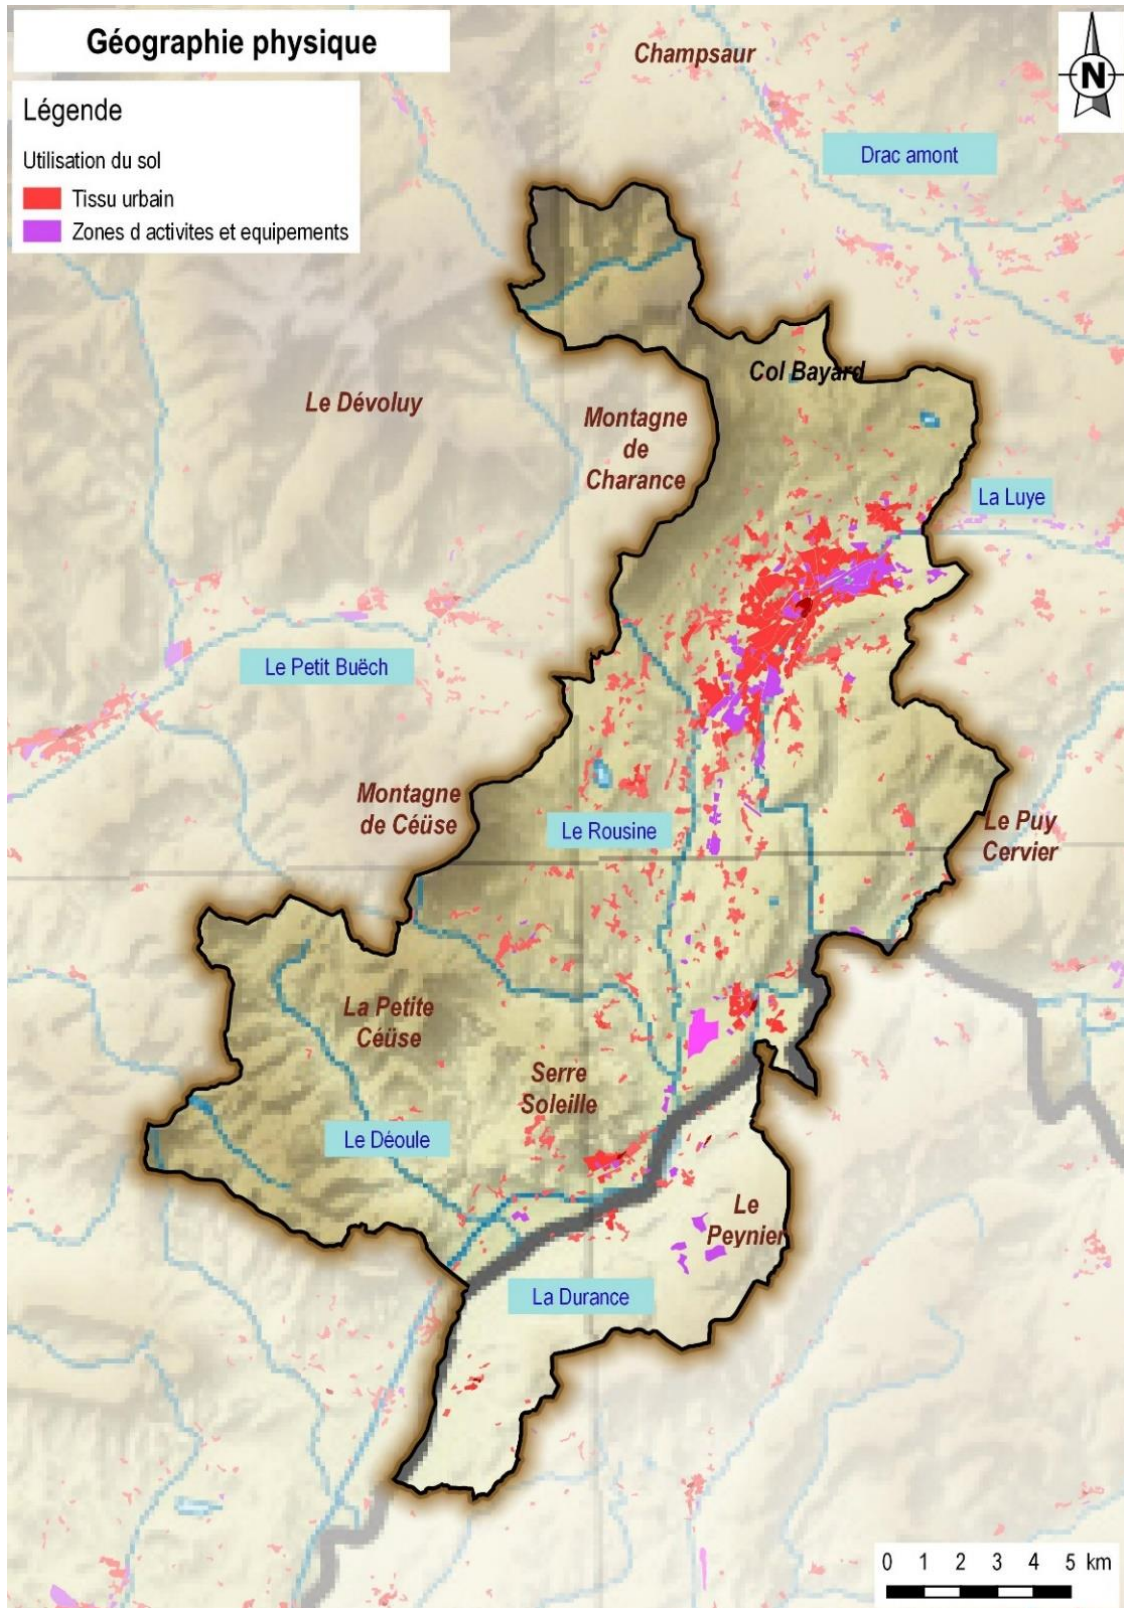 Géographie physique
Légende
Utilisation du sol
Tissu urbain
Zones d activites et equipements
Champsaur
N
Drac amont
Col Bayard
Le Dévoluy
Montagne
de
Charance
La Luye
Le Petit Buëch
Montagne
de Céüse
Le Rousine
Le Puy
Cervier
La Petite
Céüse
Serre
Soleille
Le Déoule
Le
Peynier
La Durance
0 1 2 3 4 5 km